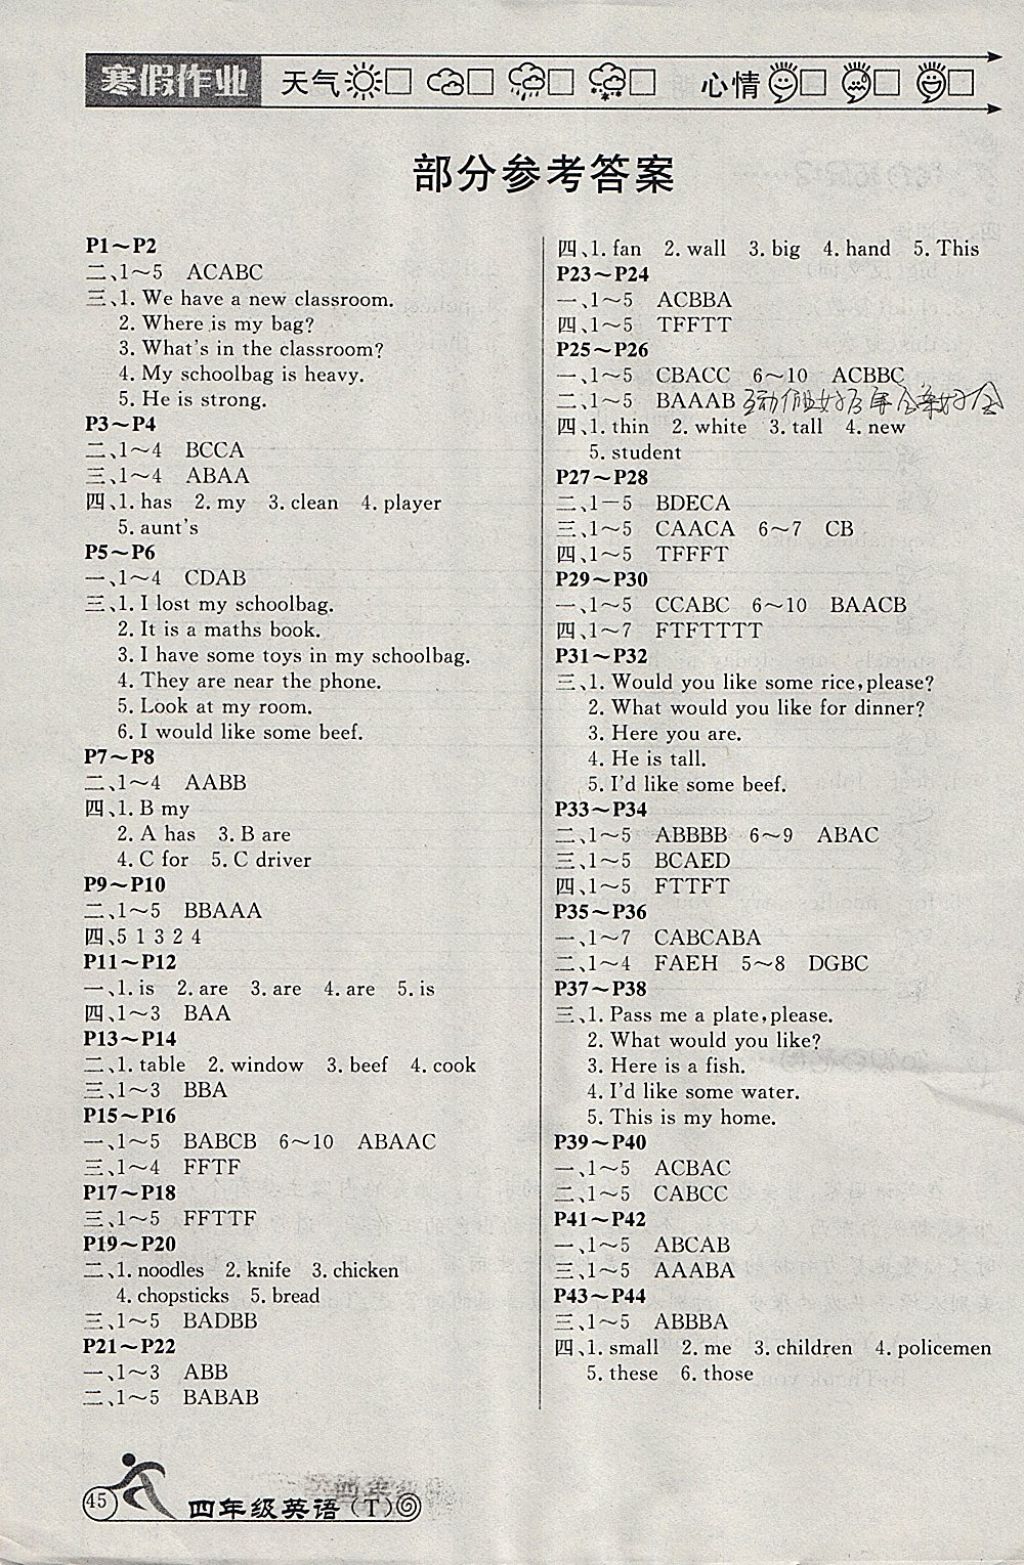 寒假作业 天气 心情
部分参考答案
P1～P2
二、1～5 ACABC
三、1. We have a new classroom.
2. Where is my bag?
3. What's in the classroom?
4. My schoolbag is heavy.
5. He is strong.
P3～P4
二、1～4 BCCA
三、1～4 ABAA
四、1. has 2. my 3. clean 4. player
5. aunt's
P5～P6
一、1～4 CDAB
三、1. I lost my schoolbag.
2. It is a maths book.
3. I have some toys in my schoolbag.
4. They are near the phone.
5. Look at my room.
6. I would like some beef.
P7～P8
二、1～4 AABB
四、1. B my
2. A has 3. B are
4. C for 5. C driver
P9～P10
二、1～5 BBAAA
四、5 1 3 2 4
P11～P12
一、1. is 2. are 3. are 4. are 5. is
四、1～3 BAA
P13～P14
二、1. table 2. window 3. beef 4. cook
三、1～3 BBA
P15～P16
一、1～5 BABCB 6～10 ABAAC
三、1～4 FFTF
P17～P18
三、1～5 FFTTF
P19～P20
二、1. noodles 2. knife 3. chicken
4. chopsticks 5. bread
三、1～5 BADBB
P21～P22
一、1～3 ABB
二、1～5 BABAB
四、1. fan 2. wall 3. big 4. hand 5. This
P23～P24
一、1～5 ACBBA
四、1～5 TFFTT
P25～P26
一、1～5 CBACC 6～10 ACBBC
二、1～5 BAAAB
四、1. thin 2. white 3. tall 4. new
5. student
P27～P28
二、1－5 BDECA
三、1～5 CAACA 6～7 CB
四、1～5 TFFFT
P29～P30
一、1～5 CCABC 6～10 BAACB
四、1～7 FTFTTTT
P31～P32
三、1. Would you like some rice,please?
2. What would you like for dinner?
3. Here you are.
4. He is tall.
5. I'd like some beef.
P33～P34
二、1～5 ABBBB 6～9 ABAC
三、1～5 BCAED
四、1～5 FTTFT
P35～P36
一、1～7 CABCABA
二、1～4 FAEH 5～8 DGBC
P37～P38
三、1. Pass me a plate,please.
2. What would you like?
3. Here is a fish.
4. I'd like some water.
5. This is my home.
P39～P40
一、1～5 ACBAC
二、1～5 CABCC
P41～P42
一、1～5 ABCAB
三、1～5 AAABA
P43～P44
三、1～5 ABBBA
四、1. small 2. me 3. children 4. policemen
5. these 6. those
45 四年级英语(T)